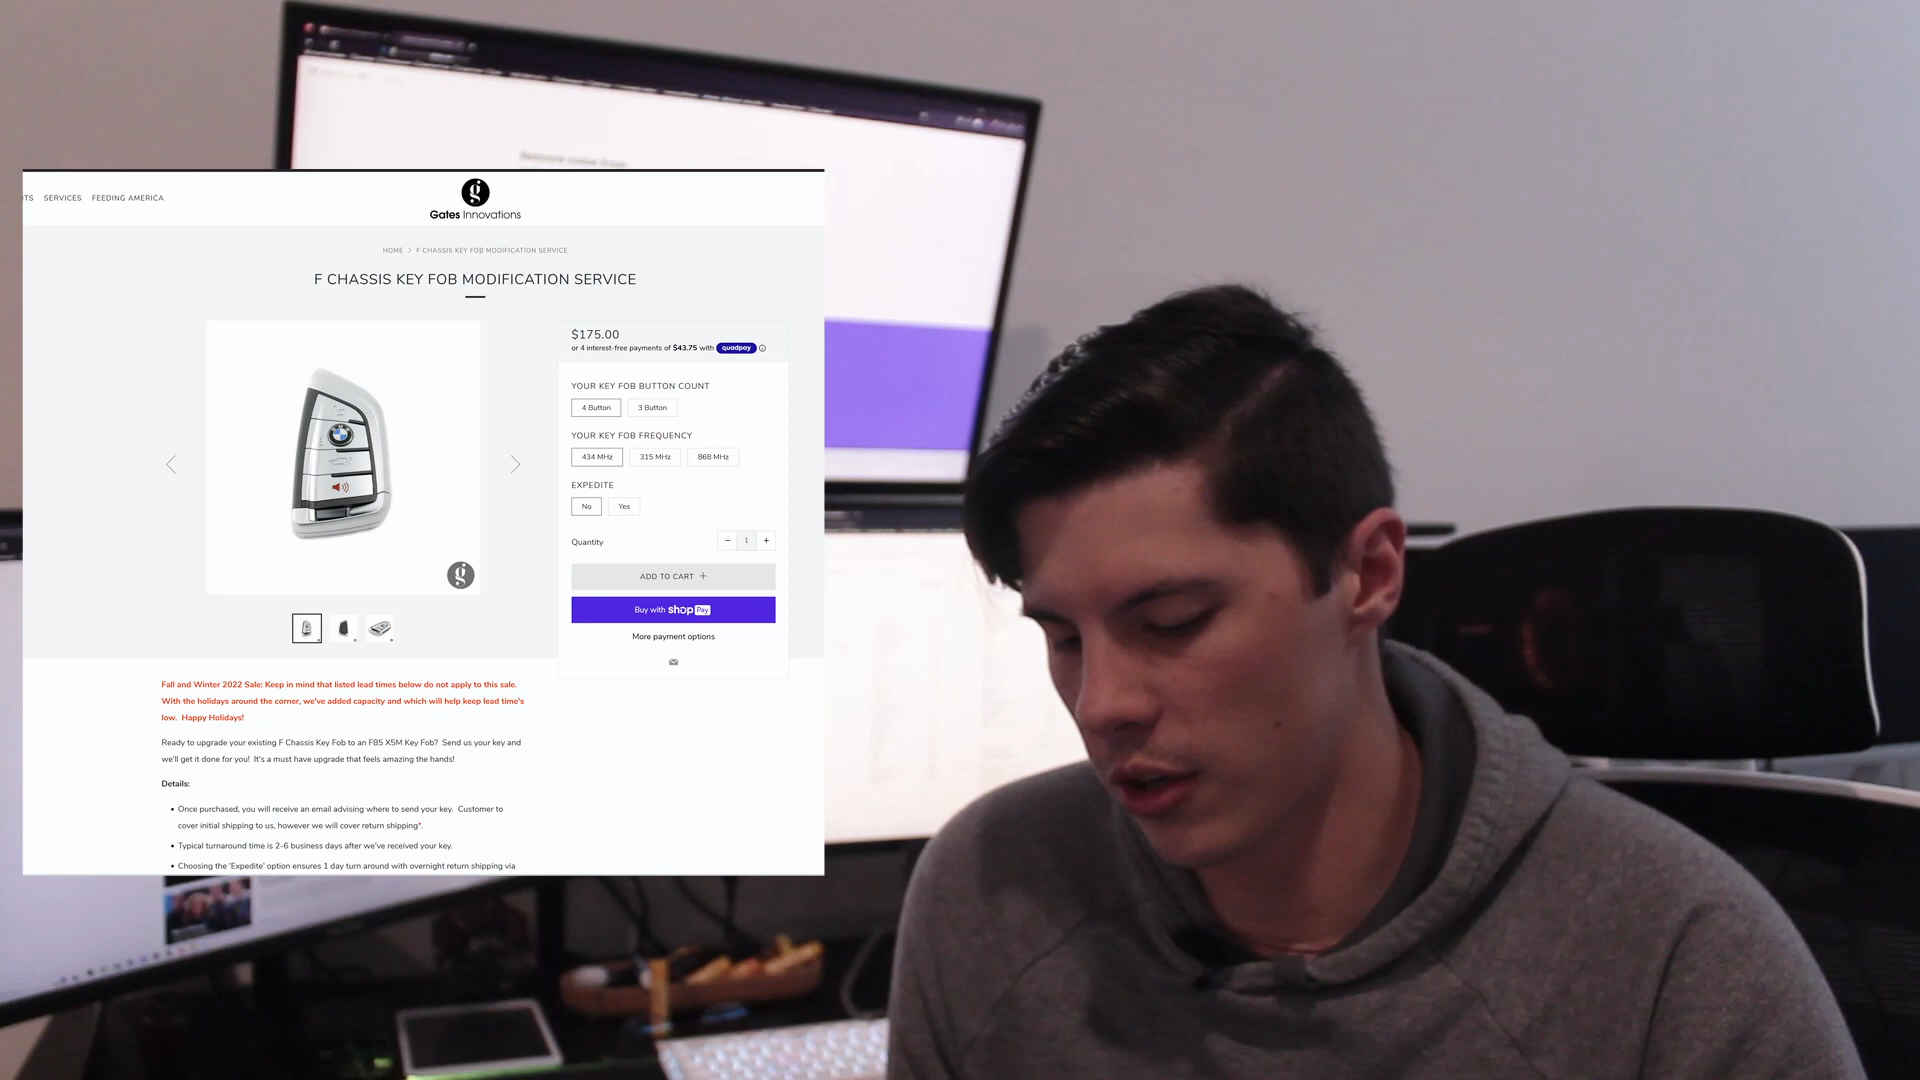 TS SERVICES FEEDING AMERICA
g
Gates Innovations
HOME > F CHASSIS KEY FOB MODIFICATION SERVICE
F CHASSIS KEY FOB MODIFICATION SERVICE
$175.00
or 4 interest-free payments of $43.75 with quadpay
YOUR KEY FOB BUTTON COUNT
4 Button 3 Button
YOUR KEY FOB FREQUENCY
434 MHz 315 MHz 868 MHz
EXPEDITE
No Yes
Quantity − 1 +
ADD TO CART +
Buy with shop Pay
More payment options
BMW
g
Fall and Winter 2022 Sale: Keep in mind that listed lead times below do not apply to this sale.
With the holidays around the corner, we've added capacity and which will help keep lead time's
low. Happy Holidays!
Ready to upgrade your existing F Chassis Key Fob to an F85 X5M Key Fob? Send us your key and
we'll get it done for you! It's a must have upgrade that feels amazing the hands!
Details:
• Once purchased, you will receive an email advising where to send your key. Customer to
cover initial shipping to us, however we will cover return shipping*.
• Typical turnaround time is 2-6 business days after we've received your key.
• Choosing the 'Expedite' option ensures 1 day turn around with overnight return shipping via